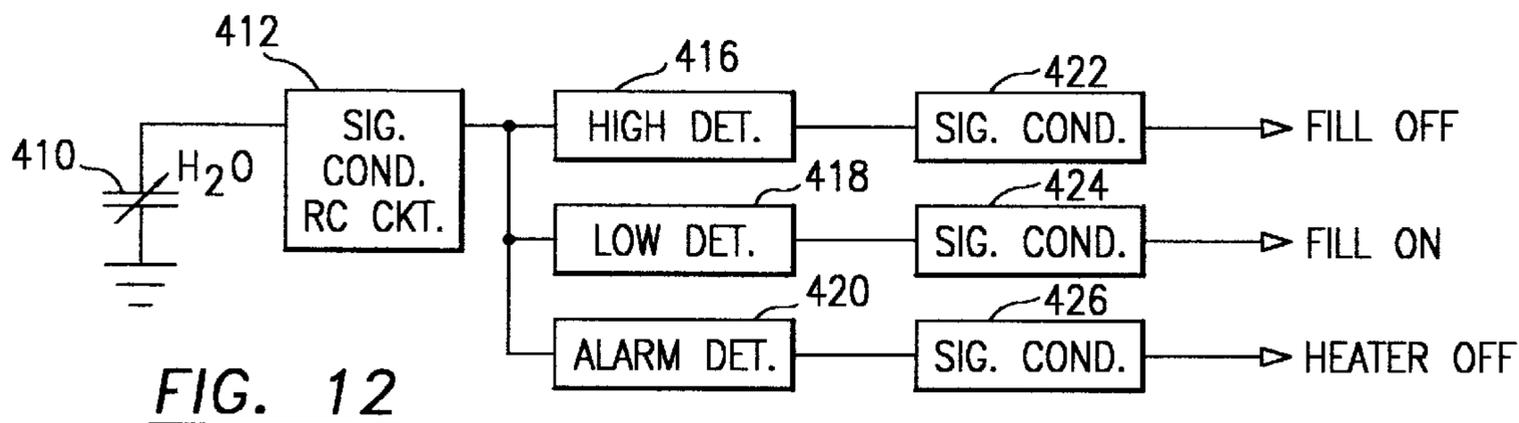 412
SIG.
COND.
RC CKT.
410
H2O
416
HIGH DET.
422
SIG. COND.
FILL OFF
418
LOW DET.
424
SIG. COND.
FILL ON
420
ALARM DET.
426
SIG. COND.
HEATER OFF
FIG. 12